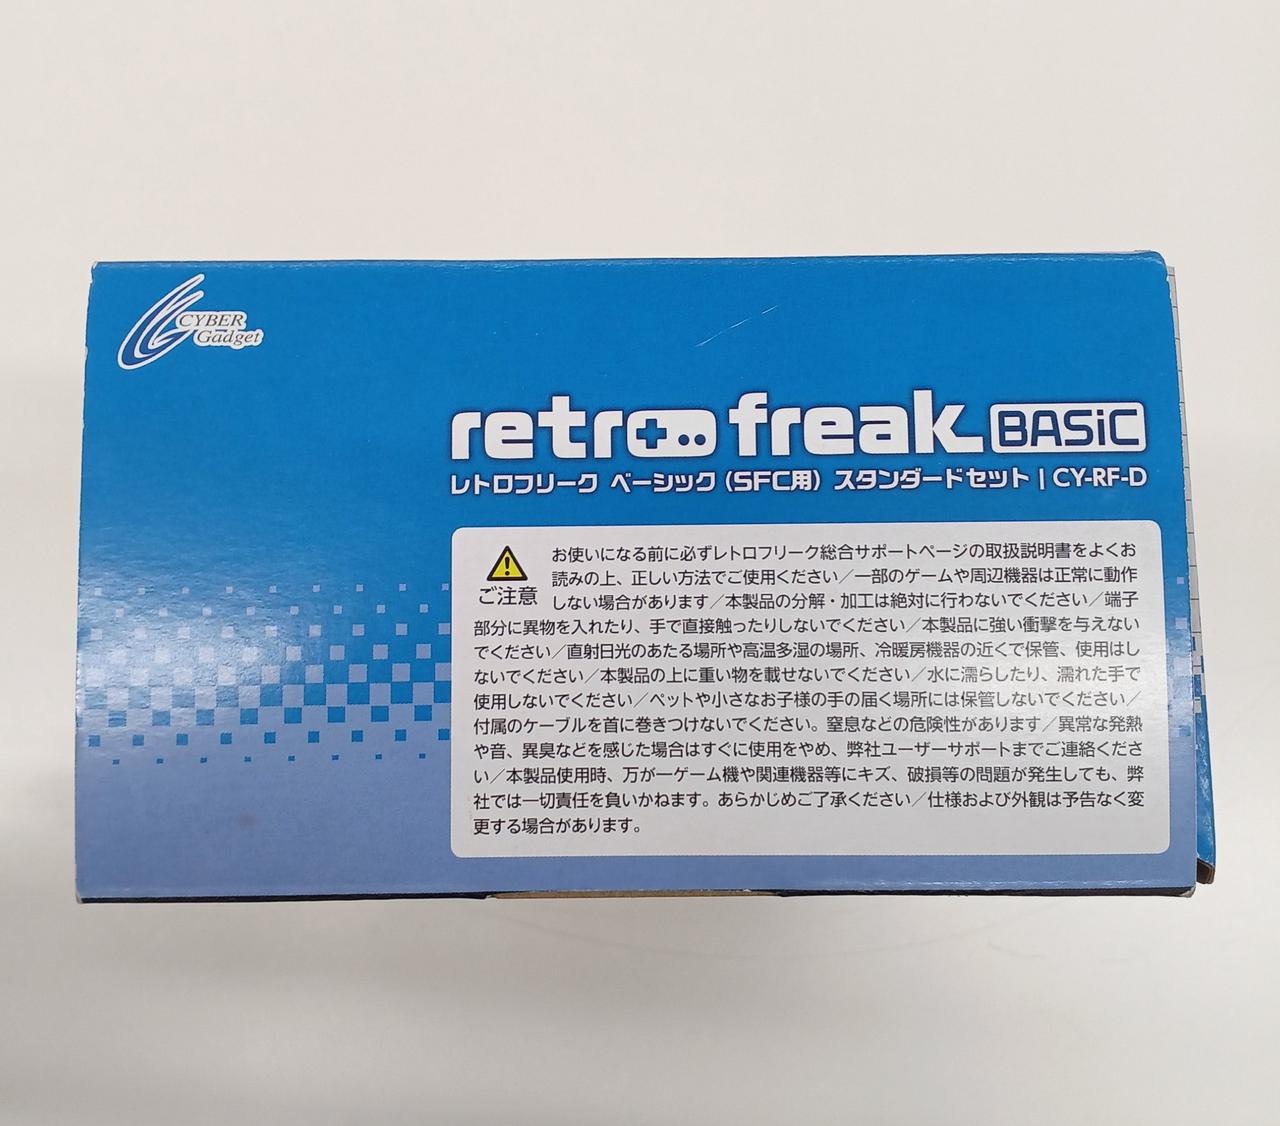 CYBER
Gadget
retro freak BASiC
レトロフリーク ベーシック（SFC用） スタンダードセット | CY-RF-D
お使いになる前に必ずレトロフリーク総合サポートページの取扱説明書をよくお
読みの上、正しい方法でご使用ください／一部のゲームや周辺機器は正常に動作
ご注意
しない場合があります／本製品の分解・加工は絶対に行わないでください／端子
部分に異物を入れたり、手で直接触ったりしないでください／本製品に強い衝撃を与えない
でください／直射日光のあたる場所や高温多湿の場所、冷暖房機器の近くで保管、使用はし
ないでください／本製品の上に重い物を載せないでください／水に濡らしたり、濡れた手で
使用しないでください／ペットや小さなお子様の手の届く場所には保管しないでください／
付属のケーブルを首に巻きつけないでください。窒息などの危険性があります／異常な発熱
や音、異臭などを感じた場合はすぐに使用をやめ、弊社ユーザーサポートまでご連絡くださ
い／本製品使用時、万が一ゲーム機や関連機器等にキズ、破損等の問題が発生しても、弊
社では一切責任を負いかねます。あらかじめご了承ください／仕様および外観は予告なく変
更する場合があります。